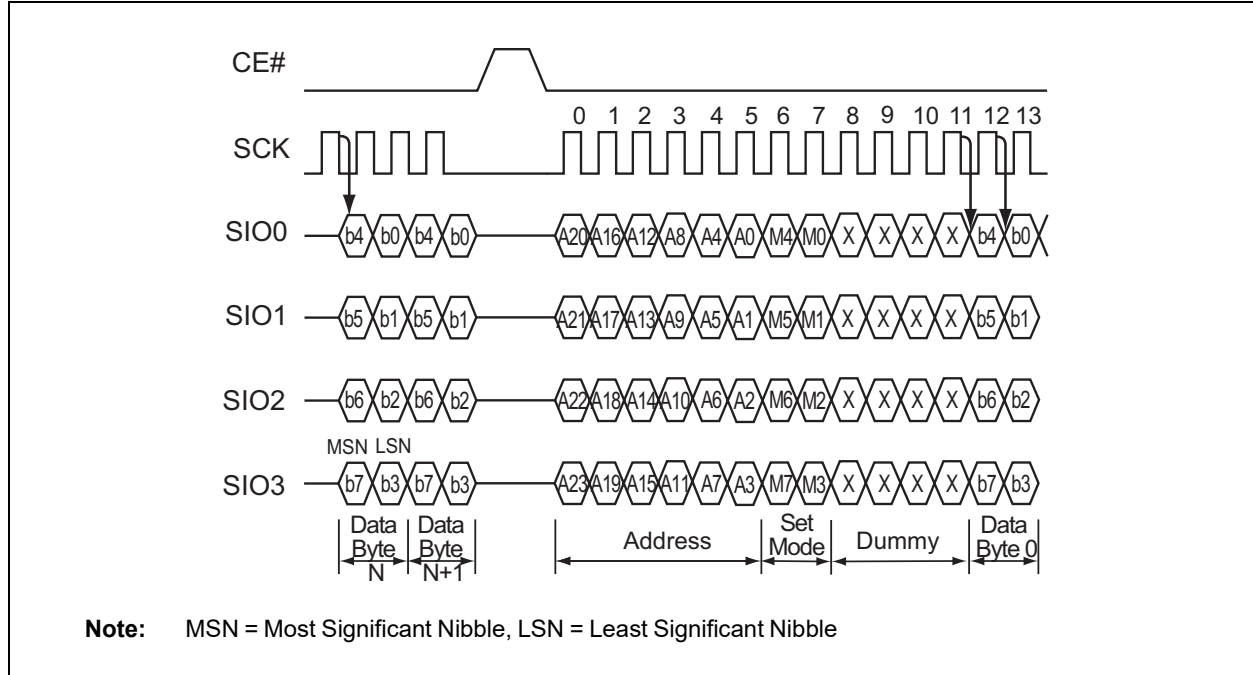 CE#
0 1 2 3 4 5 6 7 8 9 10 11 12 13
SCK
SIO0 b4 b0 b4 b0 A20 A16 A12 A8 A4 A0 M4 M0 X X X X b4 b0
SIO1 b5 b1 b5 b1 A21 A17 A13 A9 A5 A1 M5 M1 X X X X b5 b1
SIO2 b6 b2 b6 b2 A22 A18 A14 A10 A6 A2 M6 M2 X X X X b6 b2
MSN LSN
SIO3 b7 b3 b7 b3 A23 A19 A15 A11 A7 A3 M7 M3 X X X X b7 b3
Data Byte N
Data Byte N+1
Address
Set Mode
Dummy
Data Byte 0
Note: MSN = Most Significant Nibble, LSN = Least Significant Nibble